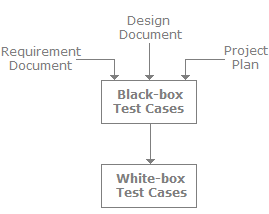 Design
Document
Requirement
Document
Project
Plan
Black-box
Test Cases
White-box
Test Cases